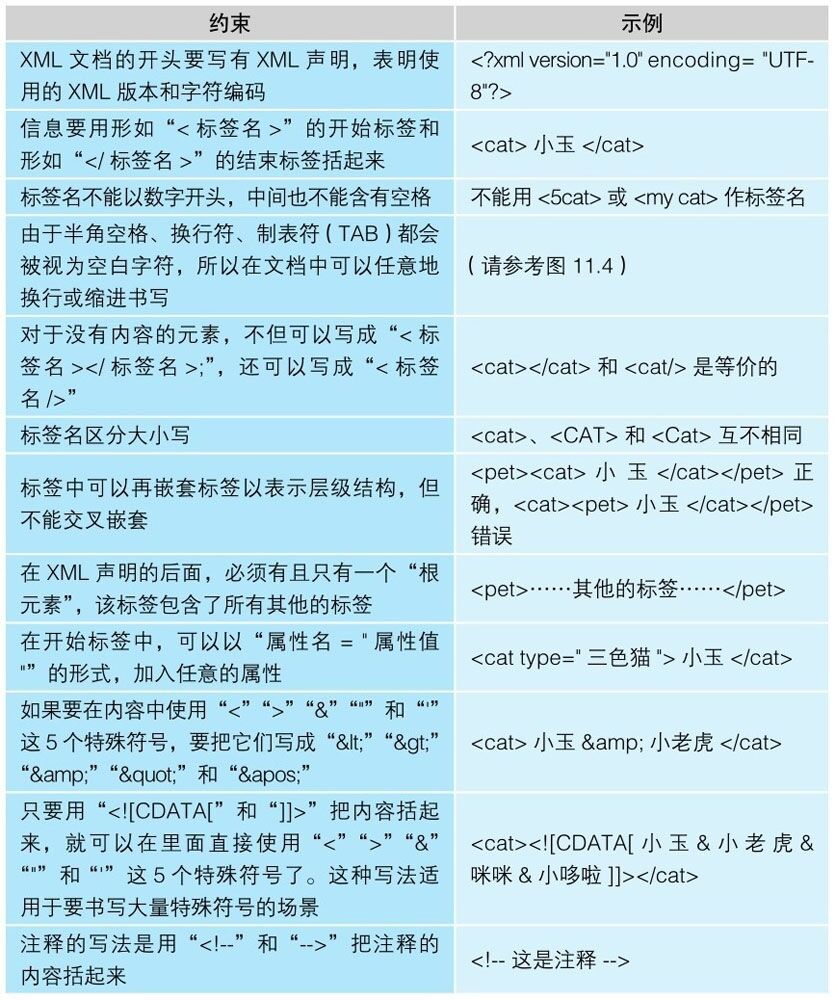 约束
示例
XML 文档的开头要写有 XML 声明，表明使
用的 XML 版本和字符编码
<?xml version="1.0" encoding= "UTF-
8"?>
信息要用形如“< 标签名 >”的开始标签和
形如“</ 标签名 >”的结束标签括起来
<cat> 小玉 </cat>
标签名不能以数字开头，中间也不能含有空格
不能用 <5cat> 或 <my cat> 作标签名
由于半角空格、换行符、制表符（TAB）都会
被视为空白字符，所以在文档中可以任意地
换行或缩进书写
（请参考图 11.4）
对于没有内容的元素，不但可以写成“< 标
签名 ></ 标签名 >;”，还可以写成“< 标签
名 />”
<cat></cat> 和 <cat/> 是等价的
标签名区分大小写
<cat>、<CAT> 和 <Cat> 互不相同
标签中可以再嵌套标签以表示层级结构，但
不能交叉嵌套
<pet><cat> 小 玉 </cat></pet> 正
确，<cat><pet> 小玉 </cat></pet>
错误
在 XML 声明的后面，必须有且只有一个“根
元素”，该标签包含了所有其他的标签
<pet>……其他的标签……</pet>
在开始标签中，可以以“属性名 = " 属性值
"”的形式，加入任意的属性
<cat type=" 三色猫 "> 小玉 </cat>
如果要在内容中使用“<”“>”“&”“"”和“'”
这 5 个特殊符号，要把它们写成“&lt;”“&gt;”
“&amp;”“&quot;”和“&apos;”
<cat> 小玉 &amp; 小老虎 </cat>
只要用“<![CDATA[”和“]]>”把内容括起
来，就可以在里面直接使用“<”“>”“&”
“"”和“'”这 5 个特殊符号了。这种写法适
用于要书写大量特殊符号的场景
<cat><![CDATA[ 小 玉 & 小 老 虎 &
咪咪 & 小哆啦 ]]></cat>
注释的写法是用“<!--”和“-->”把注释的
内容括起来
<!-- 这是注释 -->